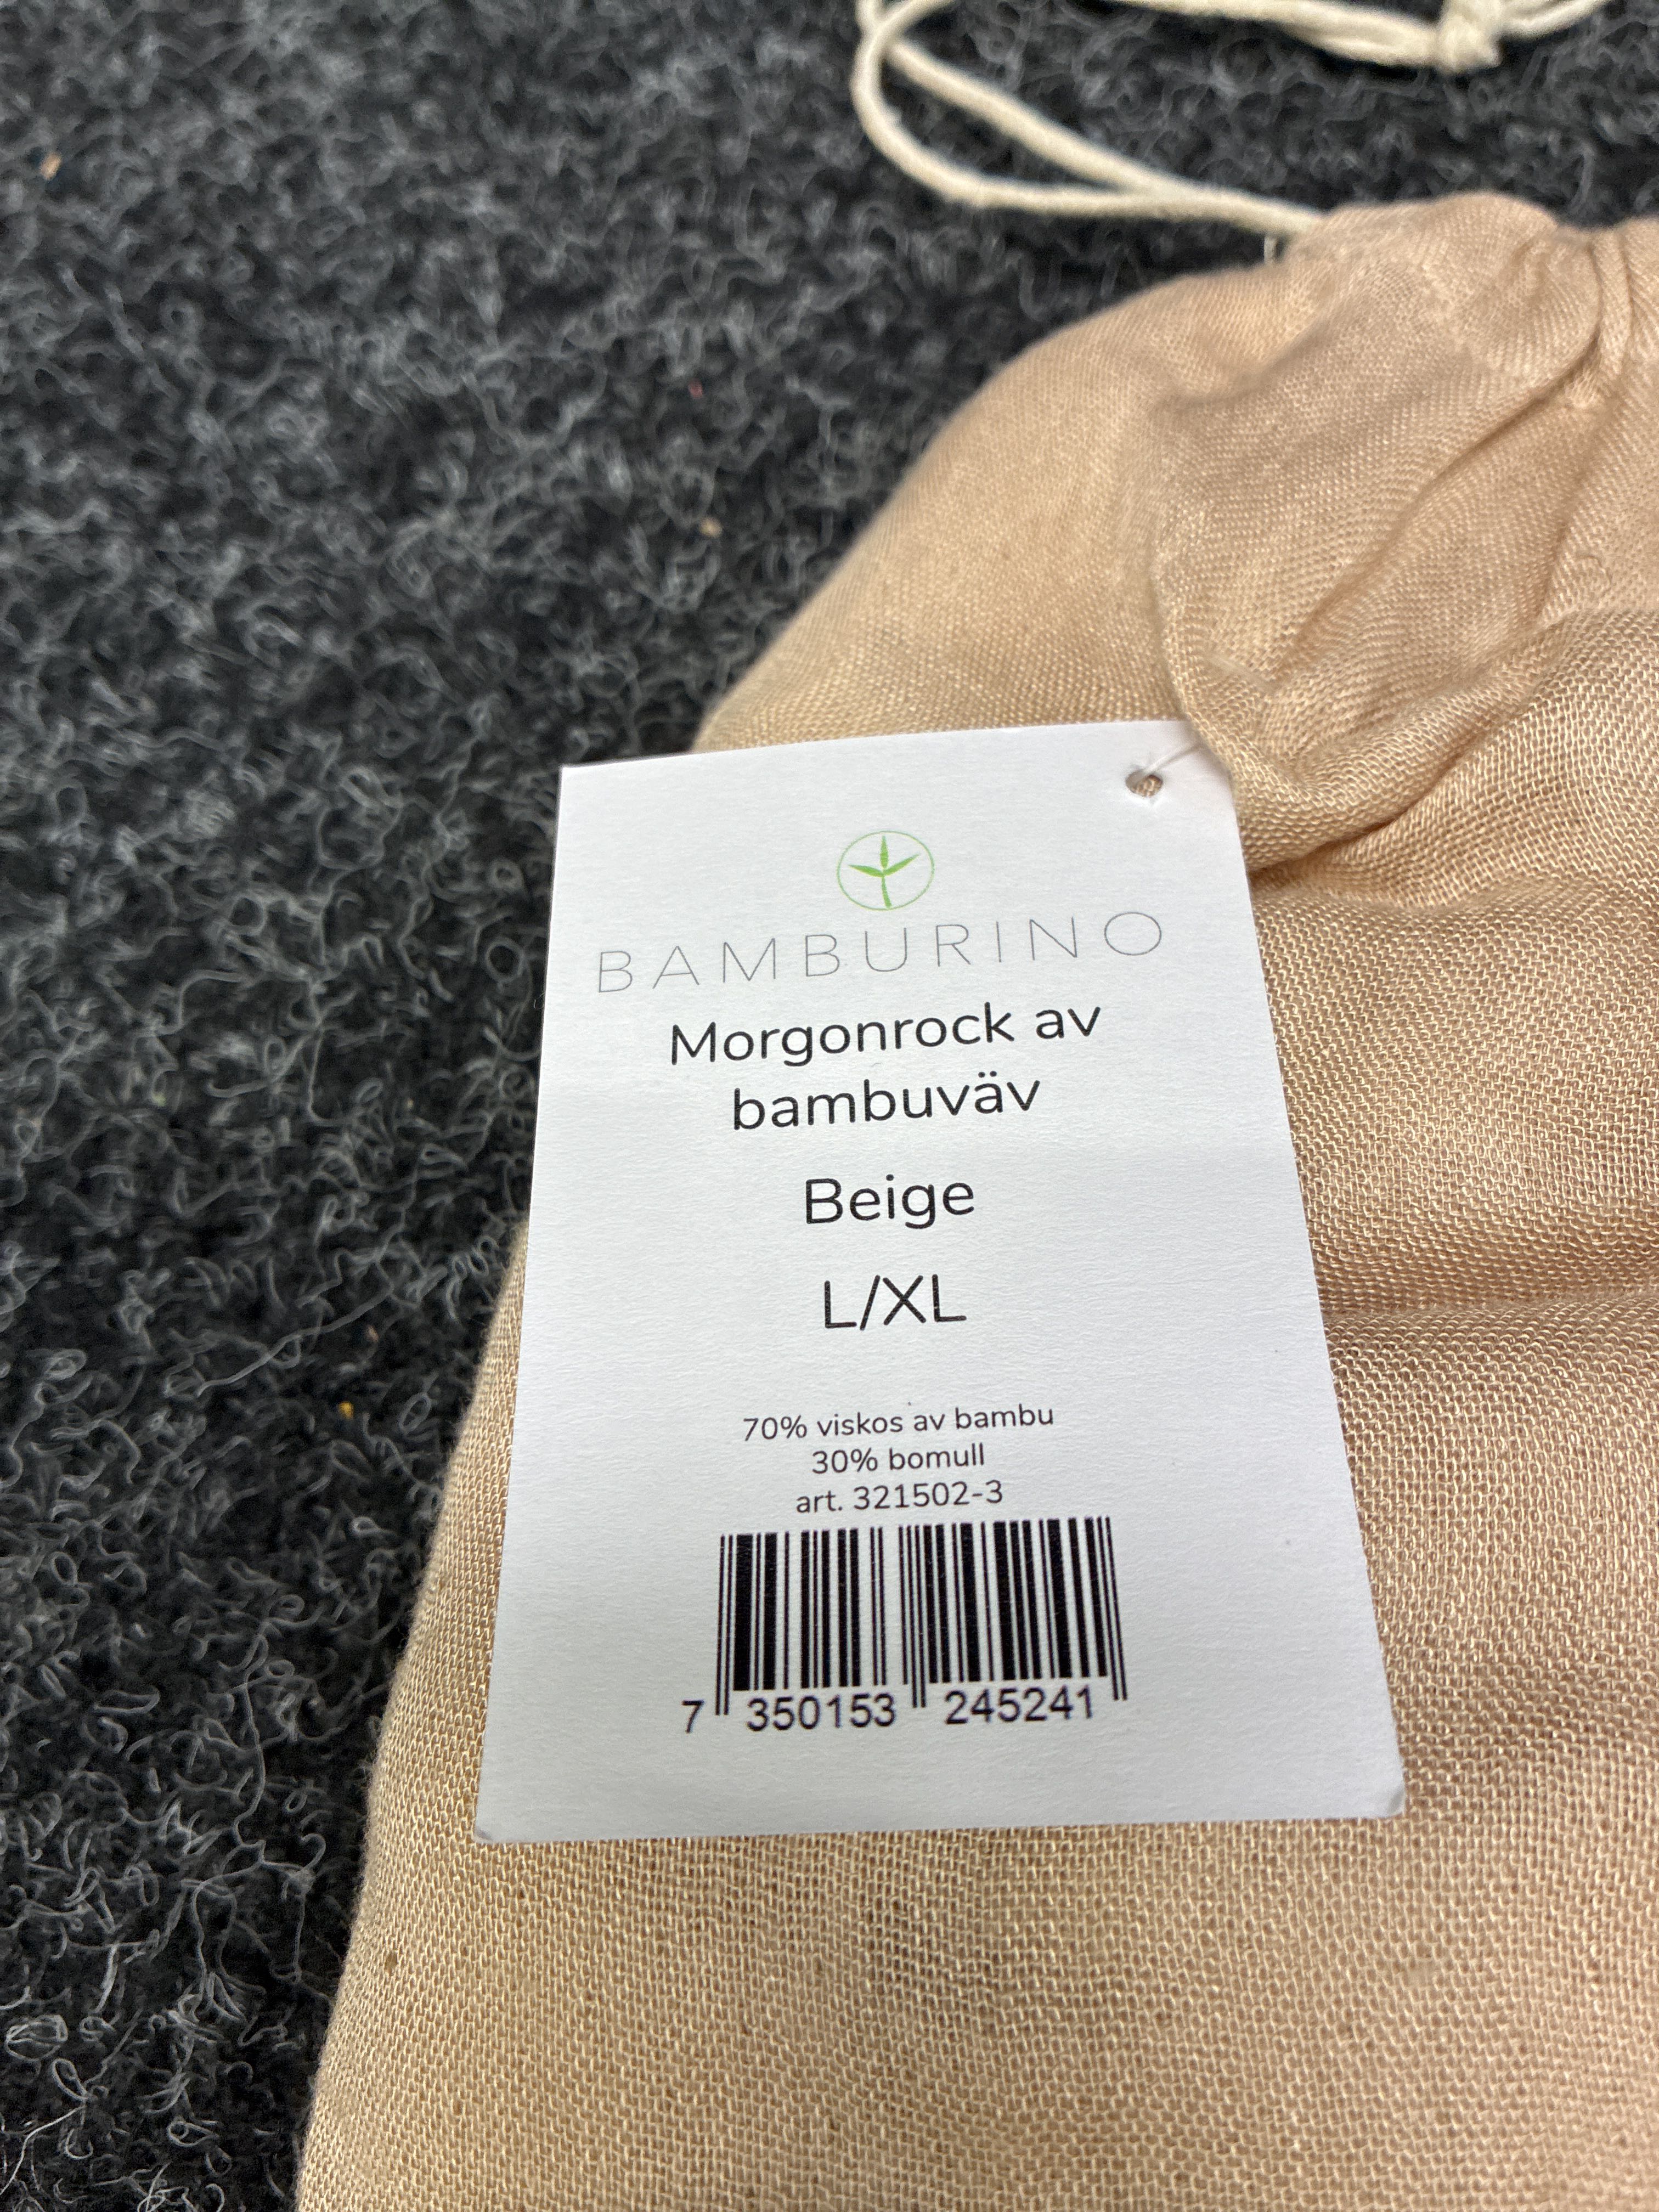 BAMBURINO
Morgonrock av
bambuväv
Beige
L/XL
70% viskos av bambu
30% bomull
art. 321502-3
7 350153 245241